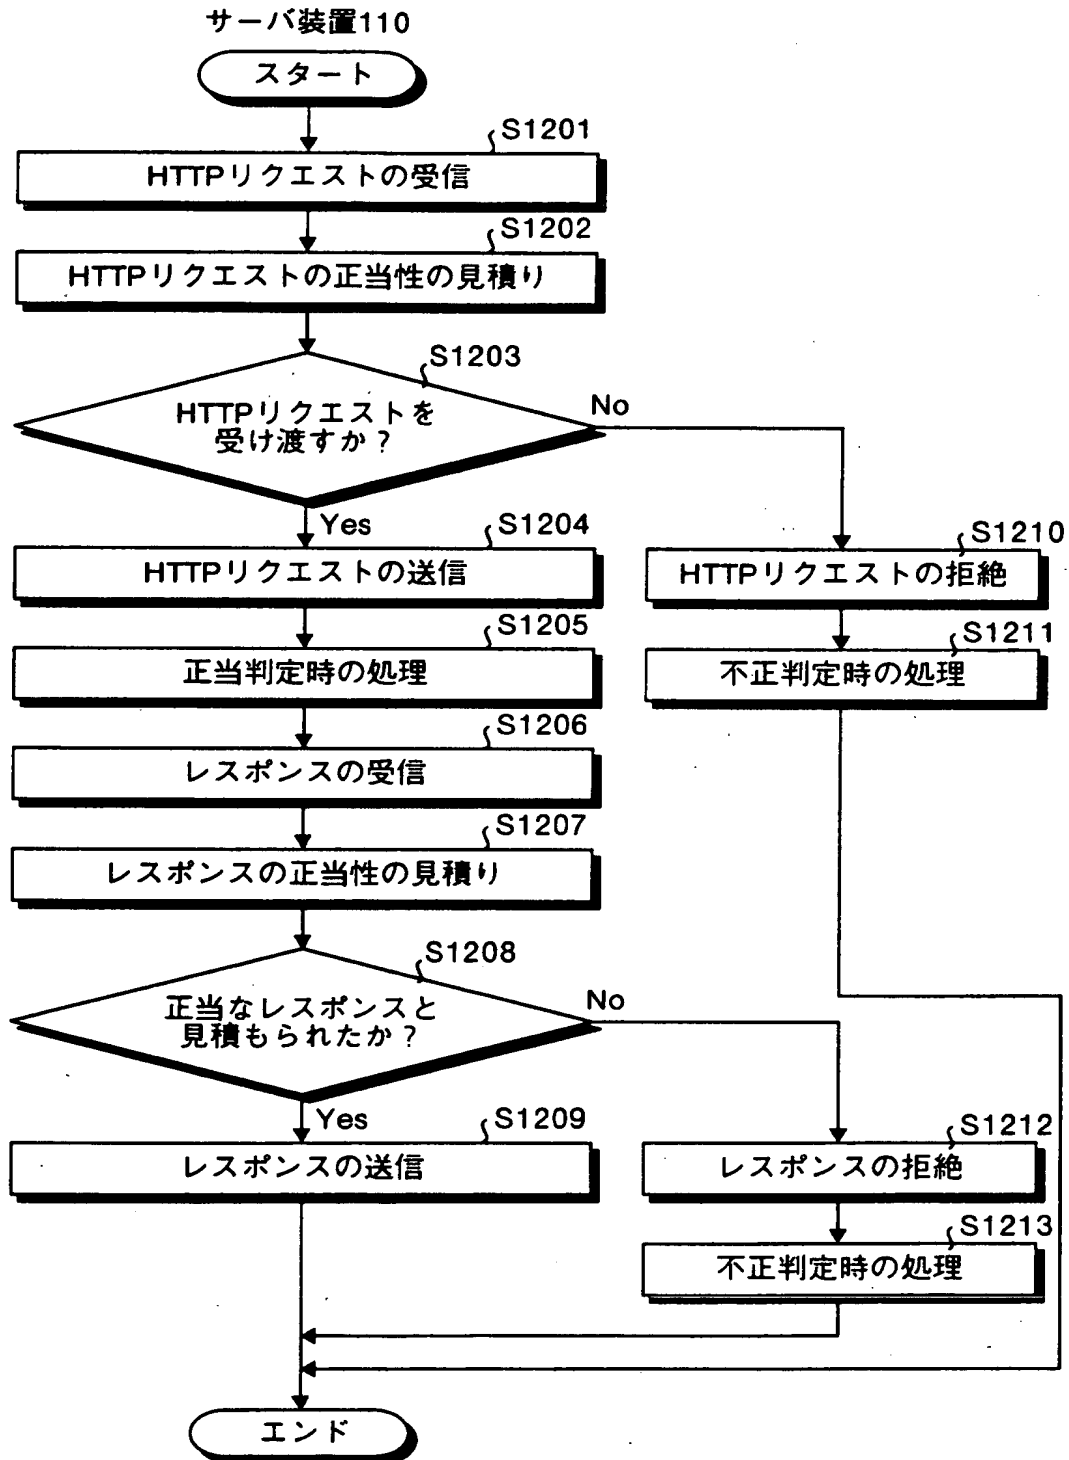 サーバ装置110
スタート
S1201
HTTPリクエストの受信
S1202
HTTPリクエストの正当性の見積り
S1203
HTTPリクエストを
受け渡すか？
No
Yes
S1204
HTTPリクエストの送信
S1210
HTTPリクエストの拒絶
S1205
正当判定時の処理
S1211
不正判定時の処理
S1206
レスポンスの受信
S1207
レスポンスの正当性の見積り
S1208
正当なレスポンスと
見積もられたか？
No
Yes
S1209
レスポンスの送信
S1212
レスポンスの拒絶
S1213
不正判定時の処理
エンド